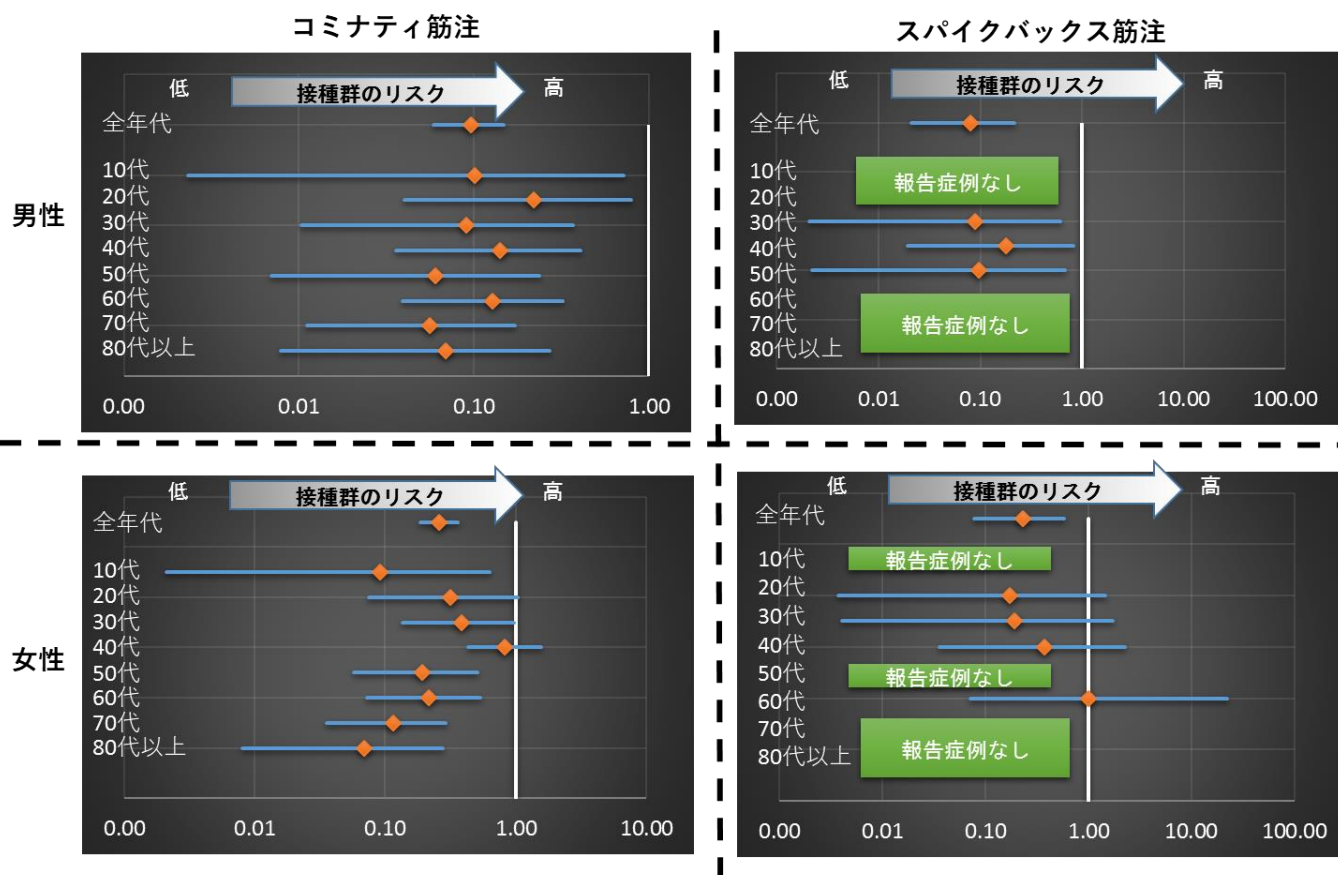 コミナティ筋注
スパイクバックス筋注
男性
低
接種群のリスク
高
全年代
10代
20代
30代
40代
50代
60代
70代
80代以上
0.00 0.01 0.10 1.00
低
接種群のリスク
高
全年代
10代
報告症例なし
20代
30代
40代
50代
60代
70代
報告症例なし
80代以上
0.00 0.01 0.10 1.00 10.00 100.00
女性
低
接種群のリスク
高
全年代
10代
20代
30代
40代
50代
60代
70代
80代以上
0.00 0.01 0.10 1.00 10.00
低
接種群のリスク
高
全年代
10代
報告症例なし
20代
30代
40代
50代
報告症例なし
60代
70代
報告症例なし
80代以上
0.00 0.01 0.10 1.00 10.00 100.00